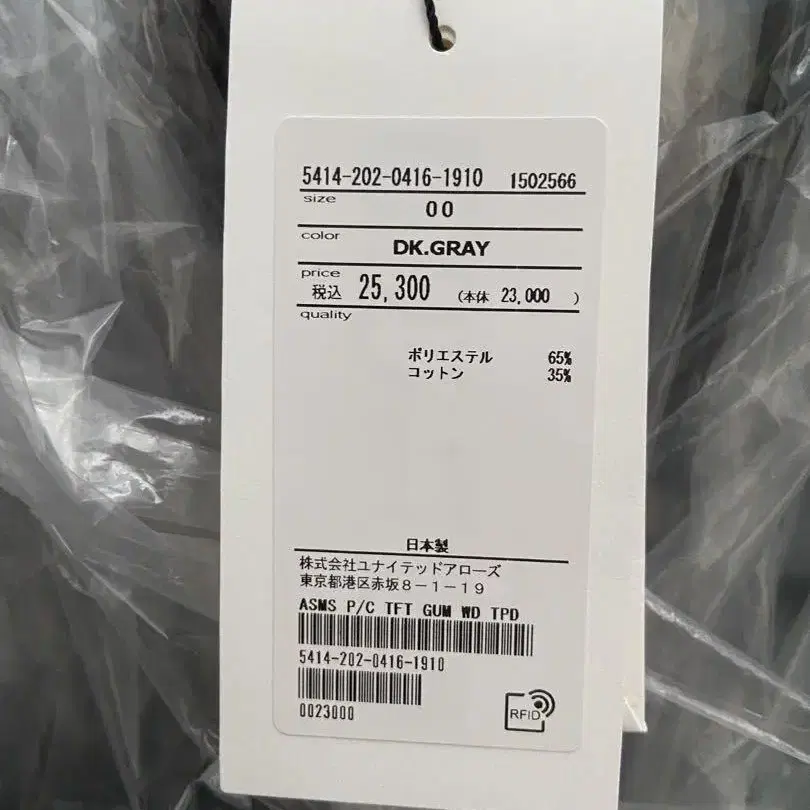 5414-202-0416-1910 1502566
size
00
color
DK.GRAY
price
税込 25,300 (本体 23,000 )
quality
ポリエステル 65%
コットン 35%
日本製
株式会社ユナイテッドアローズ
東京都港区赤坂8-1-19
ASMS P/C TFT GUM WD TPD
5414-202-0416-1910
0023000
RFID